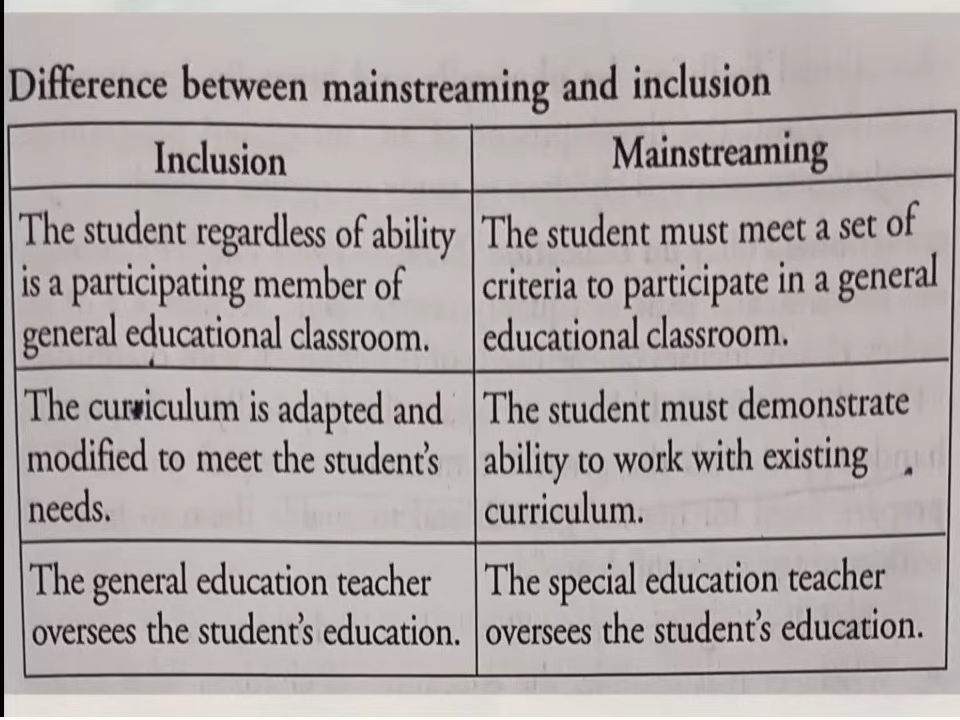 Difference between mainstreaming and inclusion
Inclusion
Mainstreaming
The student regardless of ability
is a participating member of
general educational classroom.
The student must meet a set of
criteria to participate in a general
educational classroom.
The curriculum is adapted and
modified to meet the student's
needs.
The student must demonstrate
ability to work with existing
curriculum.
The general education teacher
oversees the student's education.
The special education teacher
oversees the student's education.